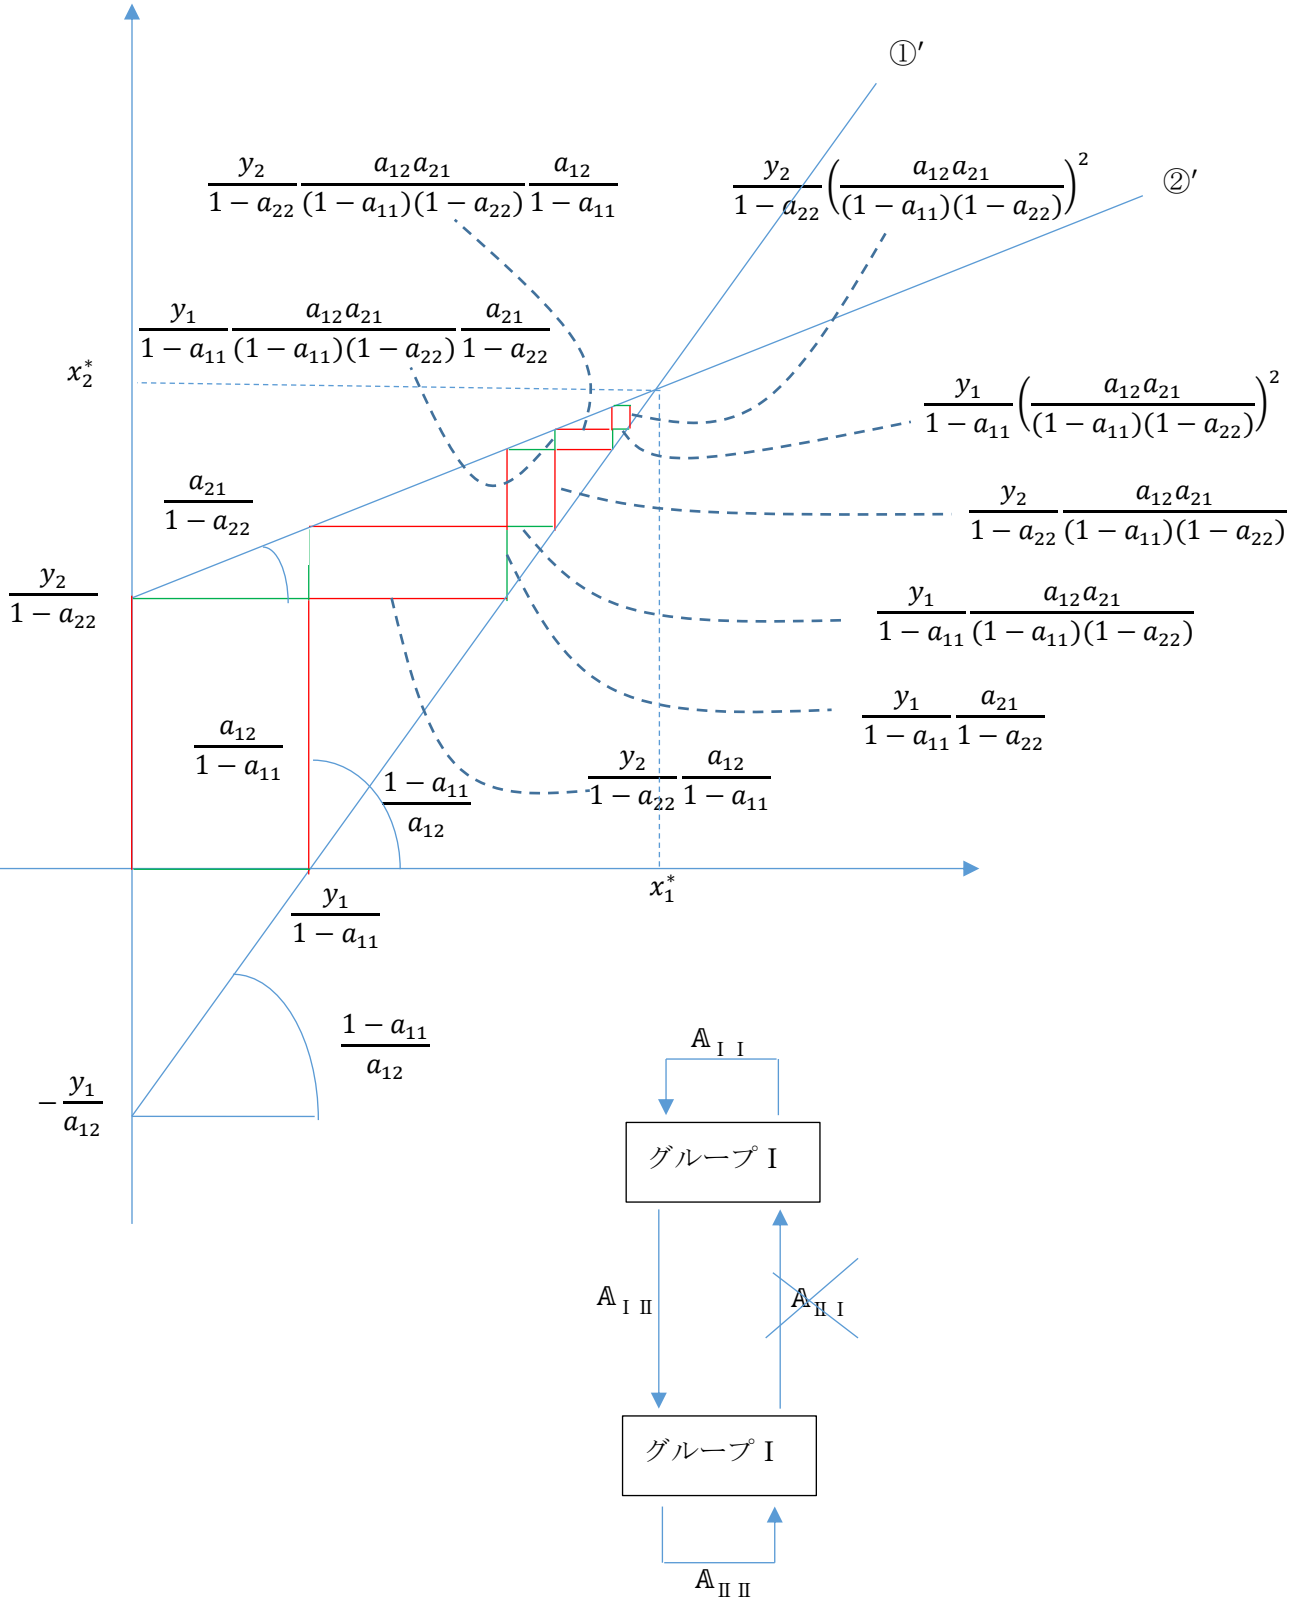 ①′
②′
y₂/(1 − a₂₂) a₁₂a₂₁/((1 − a₁₁)(1 − a₂₂)) a₁₂/(1 − a₁₁)
y₂/(1 − a₂₂) (a₁₂a₂₁/((1 − a₁₁)(1 − a₂₂)))²
y₁/(1 − a₁₁) a₁₂a₂₁/((1 − a₁₁)(1 − a₂₂)) a₂₁/(1 − a₂₂)
x₂*
y₁/(1 − a₁₁) (a₁₂a₂₁/((1 − a₁₁)(1 − a₂₂)))²
a₂₁/(1 − a₂₂)
y₂/(1 − a₂₂) a₁₂a₂₁/((1 − a₁₁)(1 − a₂₂))
y₂/(1 − a₂₂)
y₁/(1 − a₁₁) a₁₂a₂₁/((1 − a₁₁)(1 − a₂₂))
y₁/(1 − a₁₁) a₂₁/(1 − a₂₂)
a₁₂/(1 − a₁₁)
(1 − a₁₁)/a₁₂
y₂/(1 − a₂₂) a₁₂/(1 − a₁₁)
x₁*
y₁/(1 − a₁₁)
(1 − a₁₁)/a₁₂
− y₁/a₁₂
𝔸ⅠⅠ
グループⅠ
𝔸ⅠⅡ
𝔸ⅡⅠ
グループⅠ
𝔸ⅡⅡ